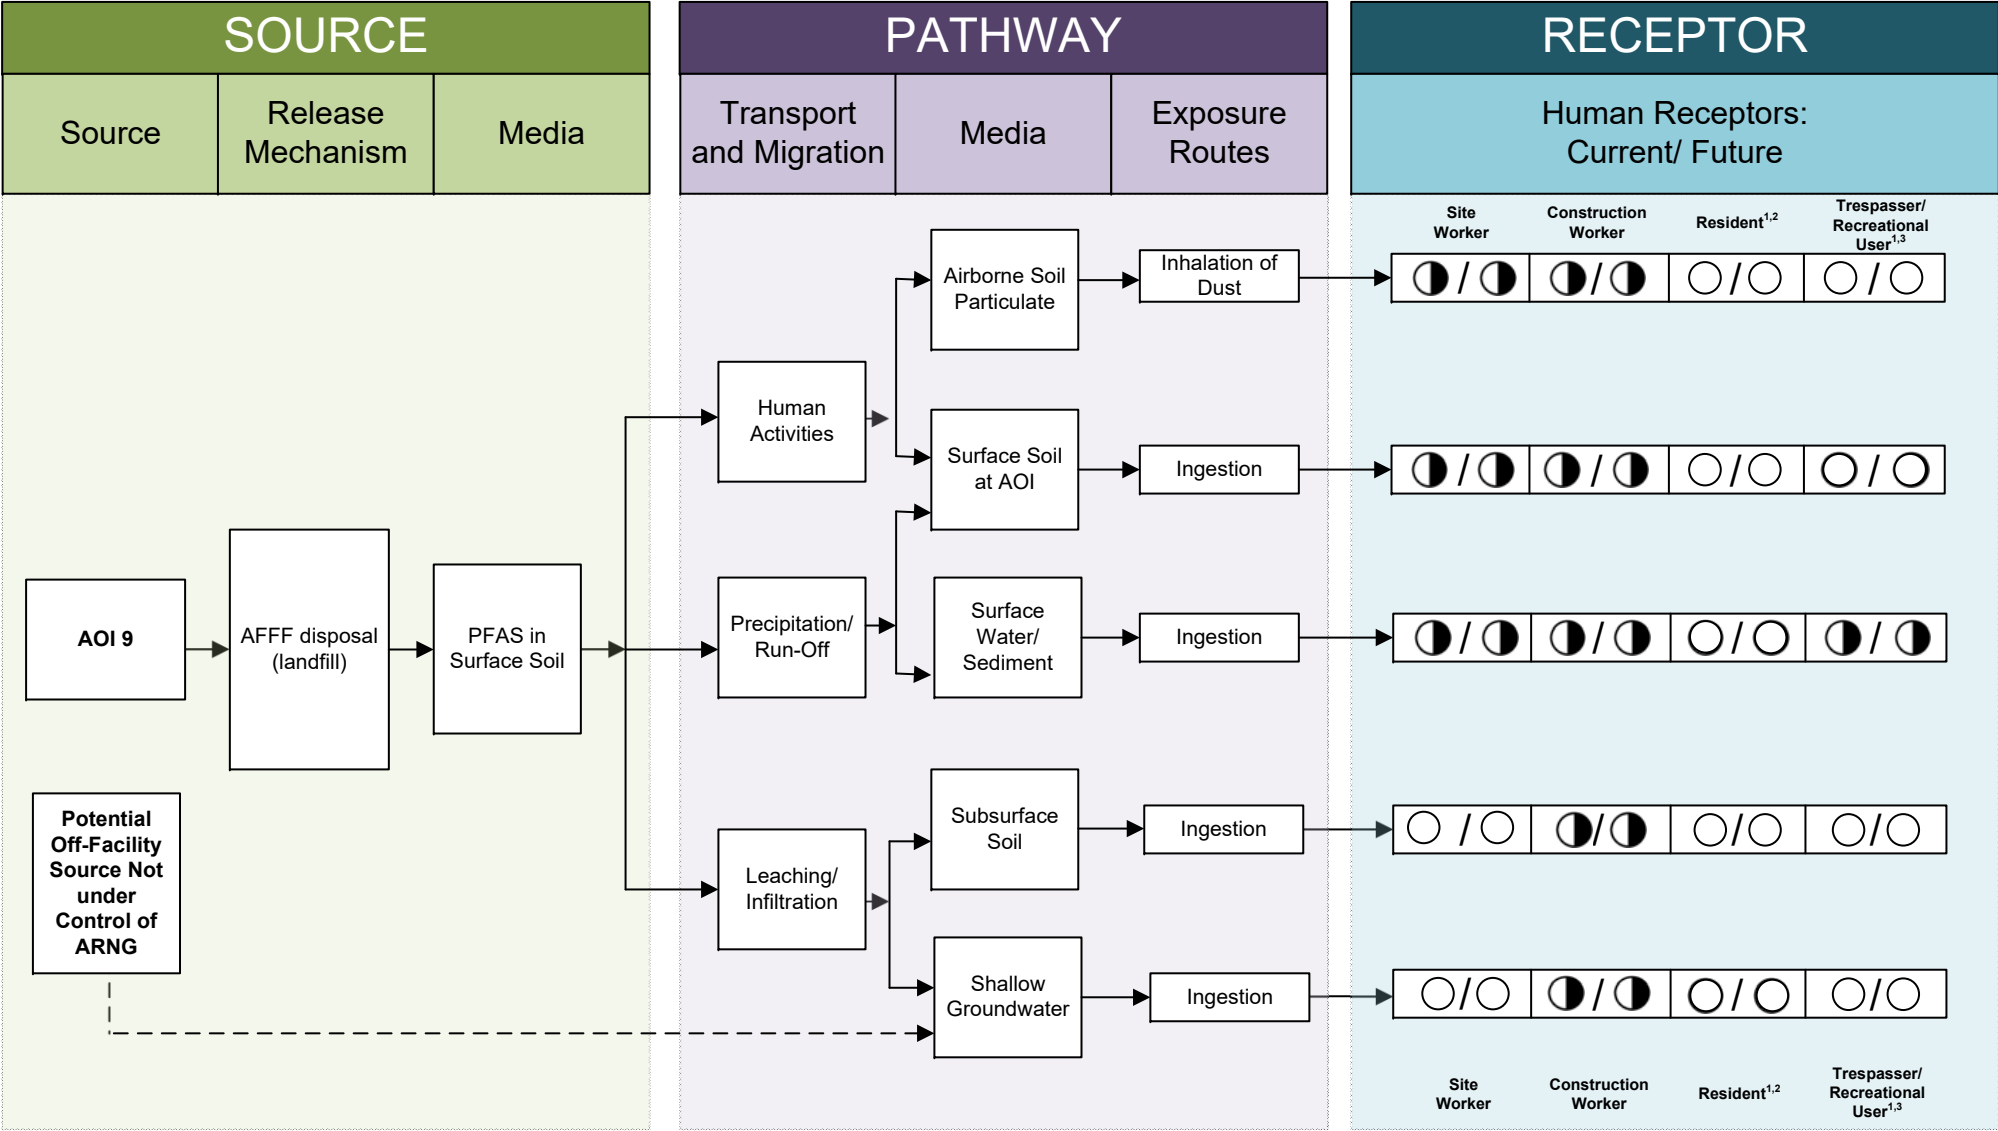 SOURCE
PATHWAY
RECEPTOR
Source
Release
Mechanism
Media
Transport
and Migration
Media
Exposure
Routes
Human Receptors:
Current/ Future
Site
Worker
Construction
Worker
Resident1,2
Trespasser/
Recreational
User1,3
Airborne Soil
Particulate
Inhalation of
Dust
/
/
/
/
Human
Activities
Surface Soil
at AOI
Ingestion
/
/
/
/
AOI 9
AFFF disposal
(landfill)
PFAS in
Surface Soil
Precipitation/
Run-Off
Surface
Water/
Sediment
Ingestion
/
/
/
/
Potential
Off-Facility
Source Not
under
Control of
ARNG
Leaching/
Infiltration
Subsurface
Soil
Ingestion
/
/
/
/
Shallow
Groundwater
Ingestion
/
/
/
/
Site
Worker
Construction
Worker
Resident1,2
Trespasser/
Recreational
User1,3